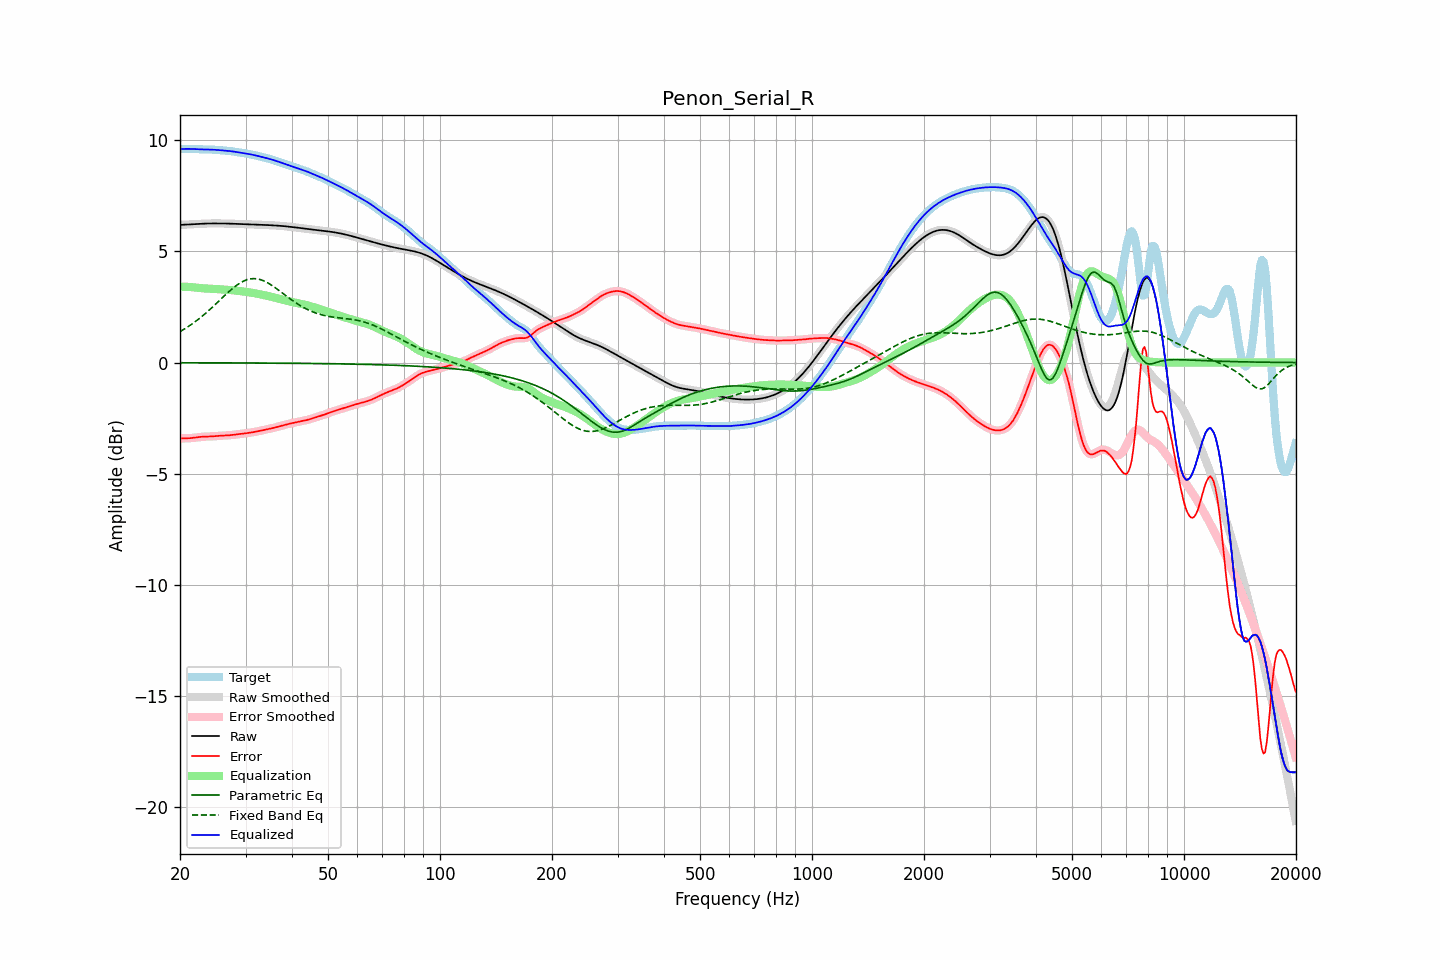 Penon_Serial_R
10
5
0
−5
−10
−15
−20
Amplitude (dBr)
Target
Raw Smoothed
Error Smoothed
Raw
Error
Equalization
Parametric Eq
Fixed Band Eq
Equalized
20 50 100 200 500 1000 2000 5000 10000 20000
Frequency (Hz)